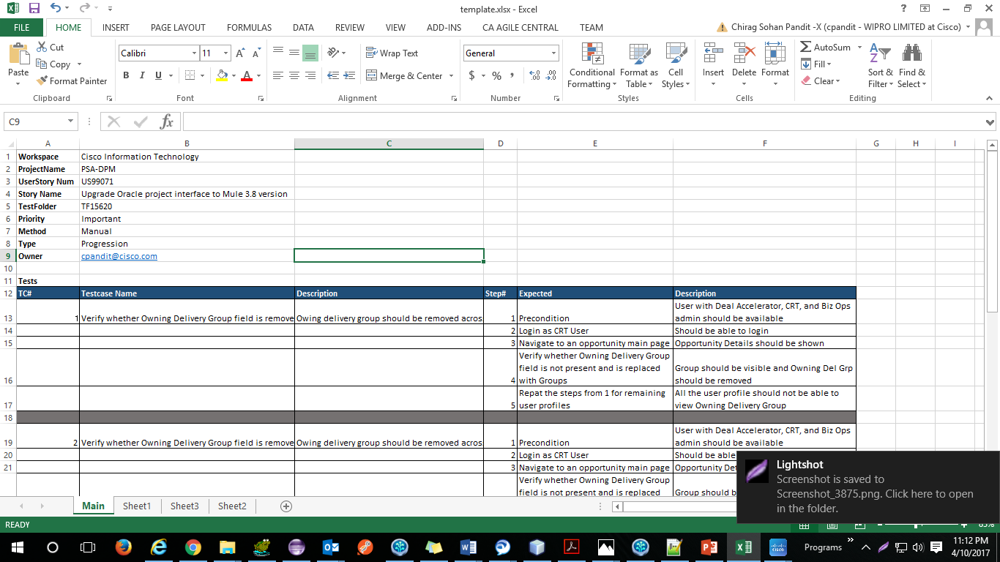 template.xlsx - Excel
FILE HOME INSERT PAGE LAYOUT FORMULAS DATA REVIEW VIEW ADD-INS CA AGILE CENTRAL TEAM
Chirag Sohan Pandit -X (cpandit - WIPRO LIMITED at Cisco)
Paste
Cut
Copy
Format Painter
Clipboard
Calibri 11
B I U
Font
Wrap Text
Merge & Center
Alignment
General
$ % ,
Number
Conditional Formatting
Format as Table
Cell Styles
Styles
Insert Delete Format
Cells
AutoSum
Fill
Clear
Sort & Filter
Find & Select
Editing
C9
fx
A B C D E F G H I
1 Workspace Cisco Information Technology
2 ProjectName PSA-DPM
3 UserStory Num US99071
4 Story Name Upgrade Oracle project interface to Mule 3.8 version
5 TestFolder TF15620
6 Priority Important
7 Method Manual
8 Type Progression
9 Owner cpandit@cisco.com
10
11 Tests
12 TC# Testcase Name Description Step# Expected Description
13 1 Verify whether Owning Delivery Group field is remove Owing delivery group should be removed acros 1 Precondition User with Deal Accelerator, CRT, and Biz Ops
admin should be available
14 2 Login as CRT User Should be able to login
15 3 Navigate to an opportunity main page Opportunity Details should be shown
16 4 Verify whether Owning Delivery Group
field is not present and is replaced
with Groups
Group should be visible and Owning Del Grp
should be removed
17 5 Repat the steps from 1 for remaining
user profiles
All the user profile should not be able to
view Owning Delivery Group
18
19 2 Verify whether Owning Delivery Group field is remove Owing delivery group should be removed acros 1 Precondition User with Deal Accelerator, CRT, and Biz Ops
admin should be available
20 2 Login as CRT User Should be able
21 3 Navigate to an opportunity main page Opportunity Det
Verify whether Owning Delivery Group
field is not present and is replaced Group should b
Lightshot
Screenshot is saved to
Screenshot_3875.png. Click here to open
in the folder.
Main Sheet1 Sheet3 Sheet2
READY
Programs
11:12 PM
4/10/2017